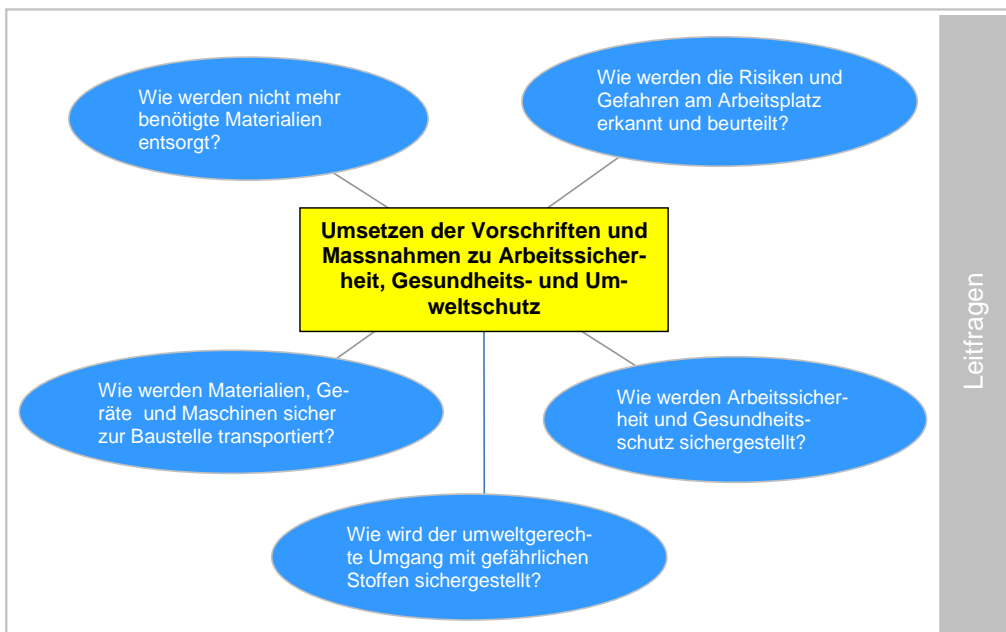 Wie werden nicht mehr
benötigte Materialien
entsorgt?
Wie werden die Risiken und
Gefahren am Arbeitsplatz
erkannt und beurteilt?
Umsetzen der Vorschriften und
Massnahmen zu Arbeitssicher-
heit, Gesundheits- und Um-
weltschutz
Wie werden Materialien, Ge-
räte und Maschinen sicher
zur Baustelle transportiert?
Wie werden Arbeitssicher-
heit und Gesundheits-
schutz sichergestellt?
Wie wird der umweltgerech-
te Umgang mit gefährlichen
Stoffen sichergestellt?
Leitfragen